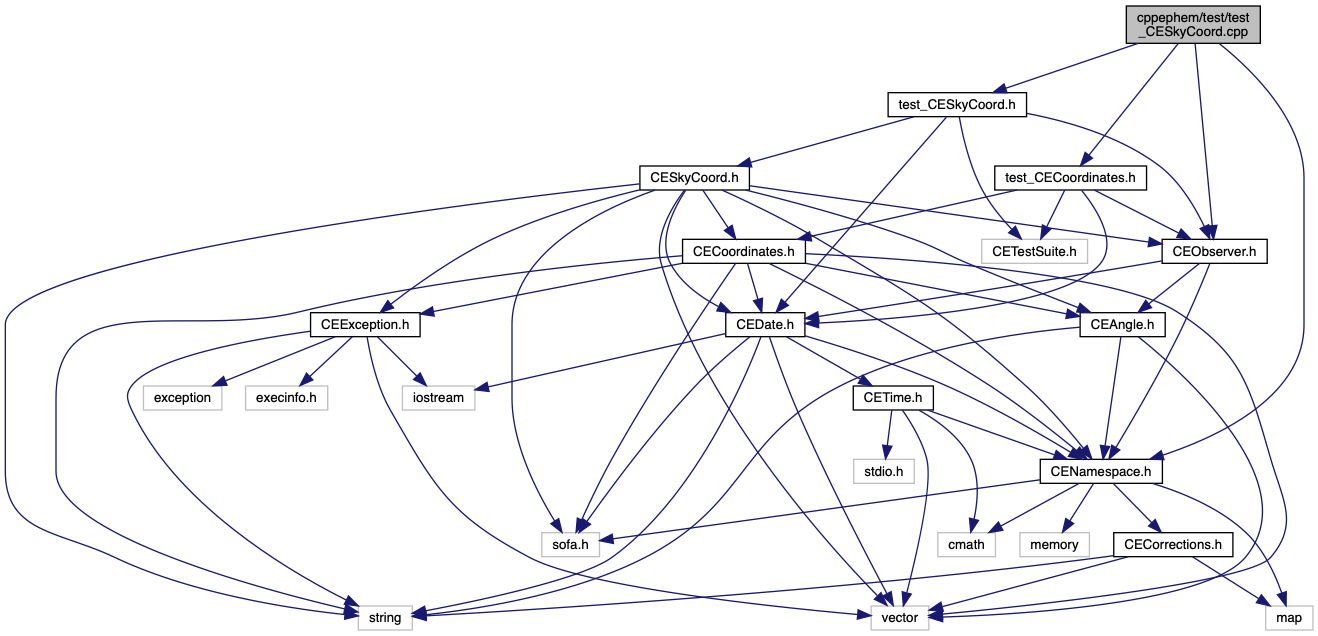 cppephem/test/test
_CESkyCoord.cpp
test_CESkyCoord.h
CESkyCoord.h
test_CECoordinates.h
CECoordinates.h
CETestSuite.h
CEObserver.h
CEException.h
CEDate.h
CEAngle.h
exception
execinfo.h
iostream
CETime.h
stdio.h
CENamespace.h
sofa.h
cmath
memory
CECorrections.h
string
vector
map